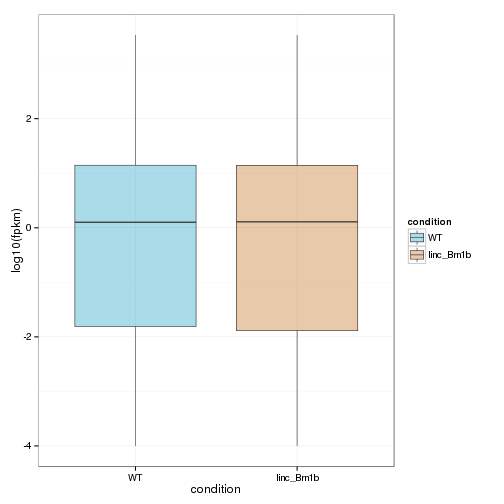 log10(fpkm)
2
0
-2
-4
WT
linc_Brn1b
condition
condition
WT
linc_Brn1b